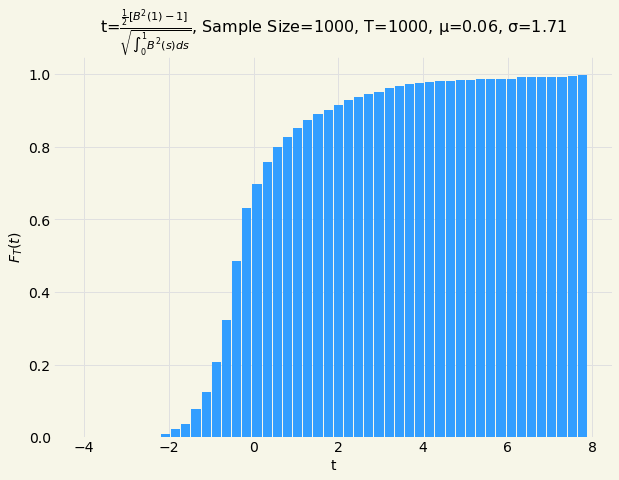 t=\frac{\frac{1}{2}[B^2(1)-1]}{\sqrt{\int_0^1 B^2(s)ds}}, Sample Size=1000, T=1000, μ=0.06, σ=1.71
1.0
0.8
0.6
0.4
0.2
0.0
F_T(t)
−4 −2 0 2 4 6 8
t